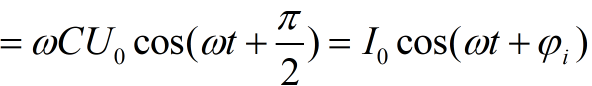 = ωCU₀ cos(ωt + π/2) = I₀ cos(ωt + φᵢ)